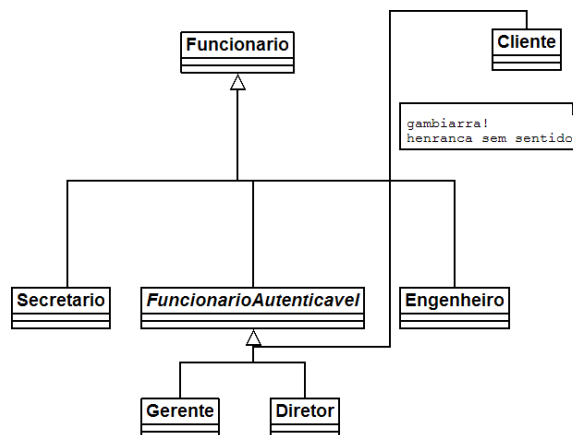 Funcionario
Cliente
gambiarra!
henranca sem sentido
Secretario
FuncionarioAutenticavel
Engenheiro
Gerente
Diretor